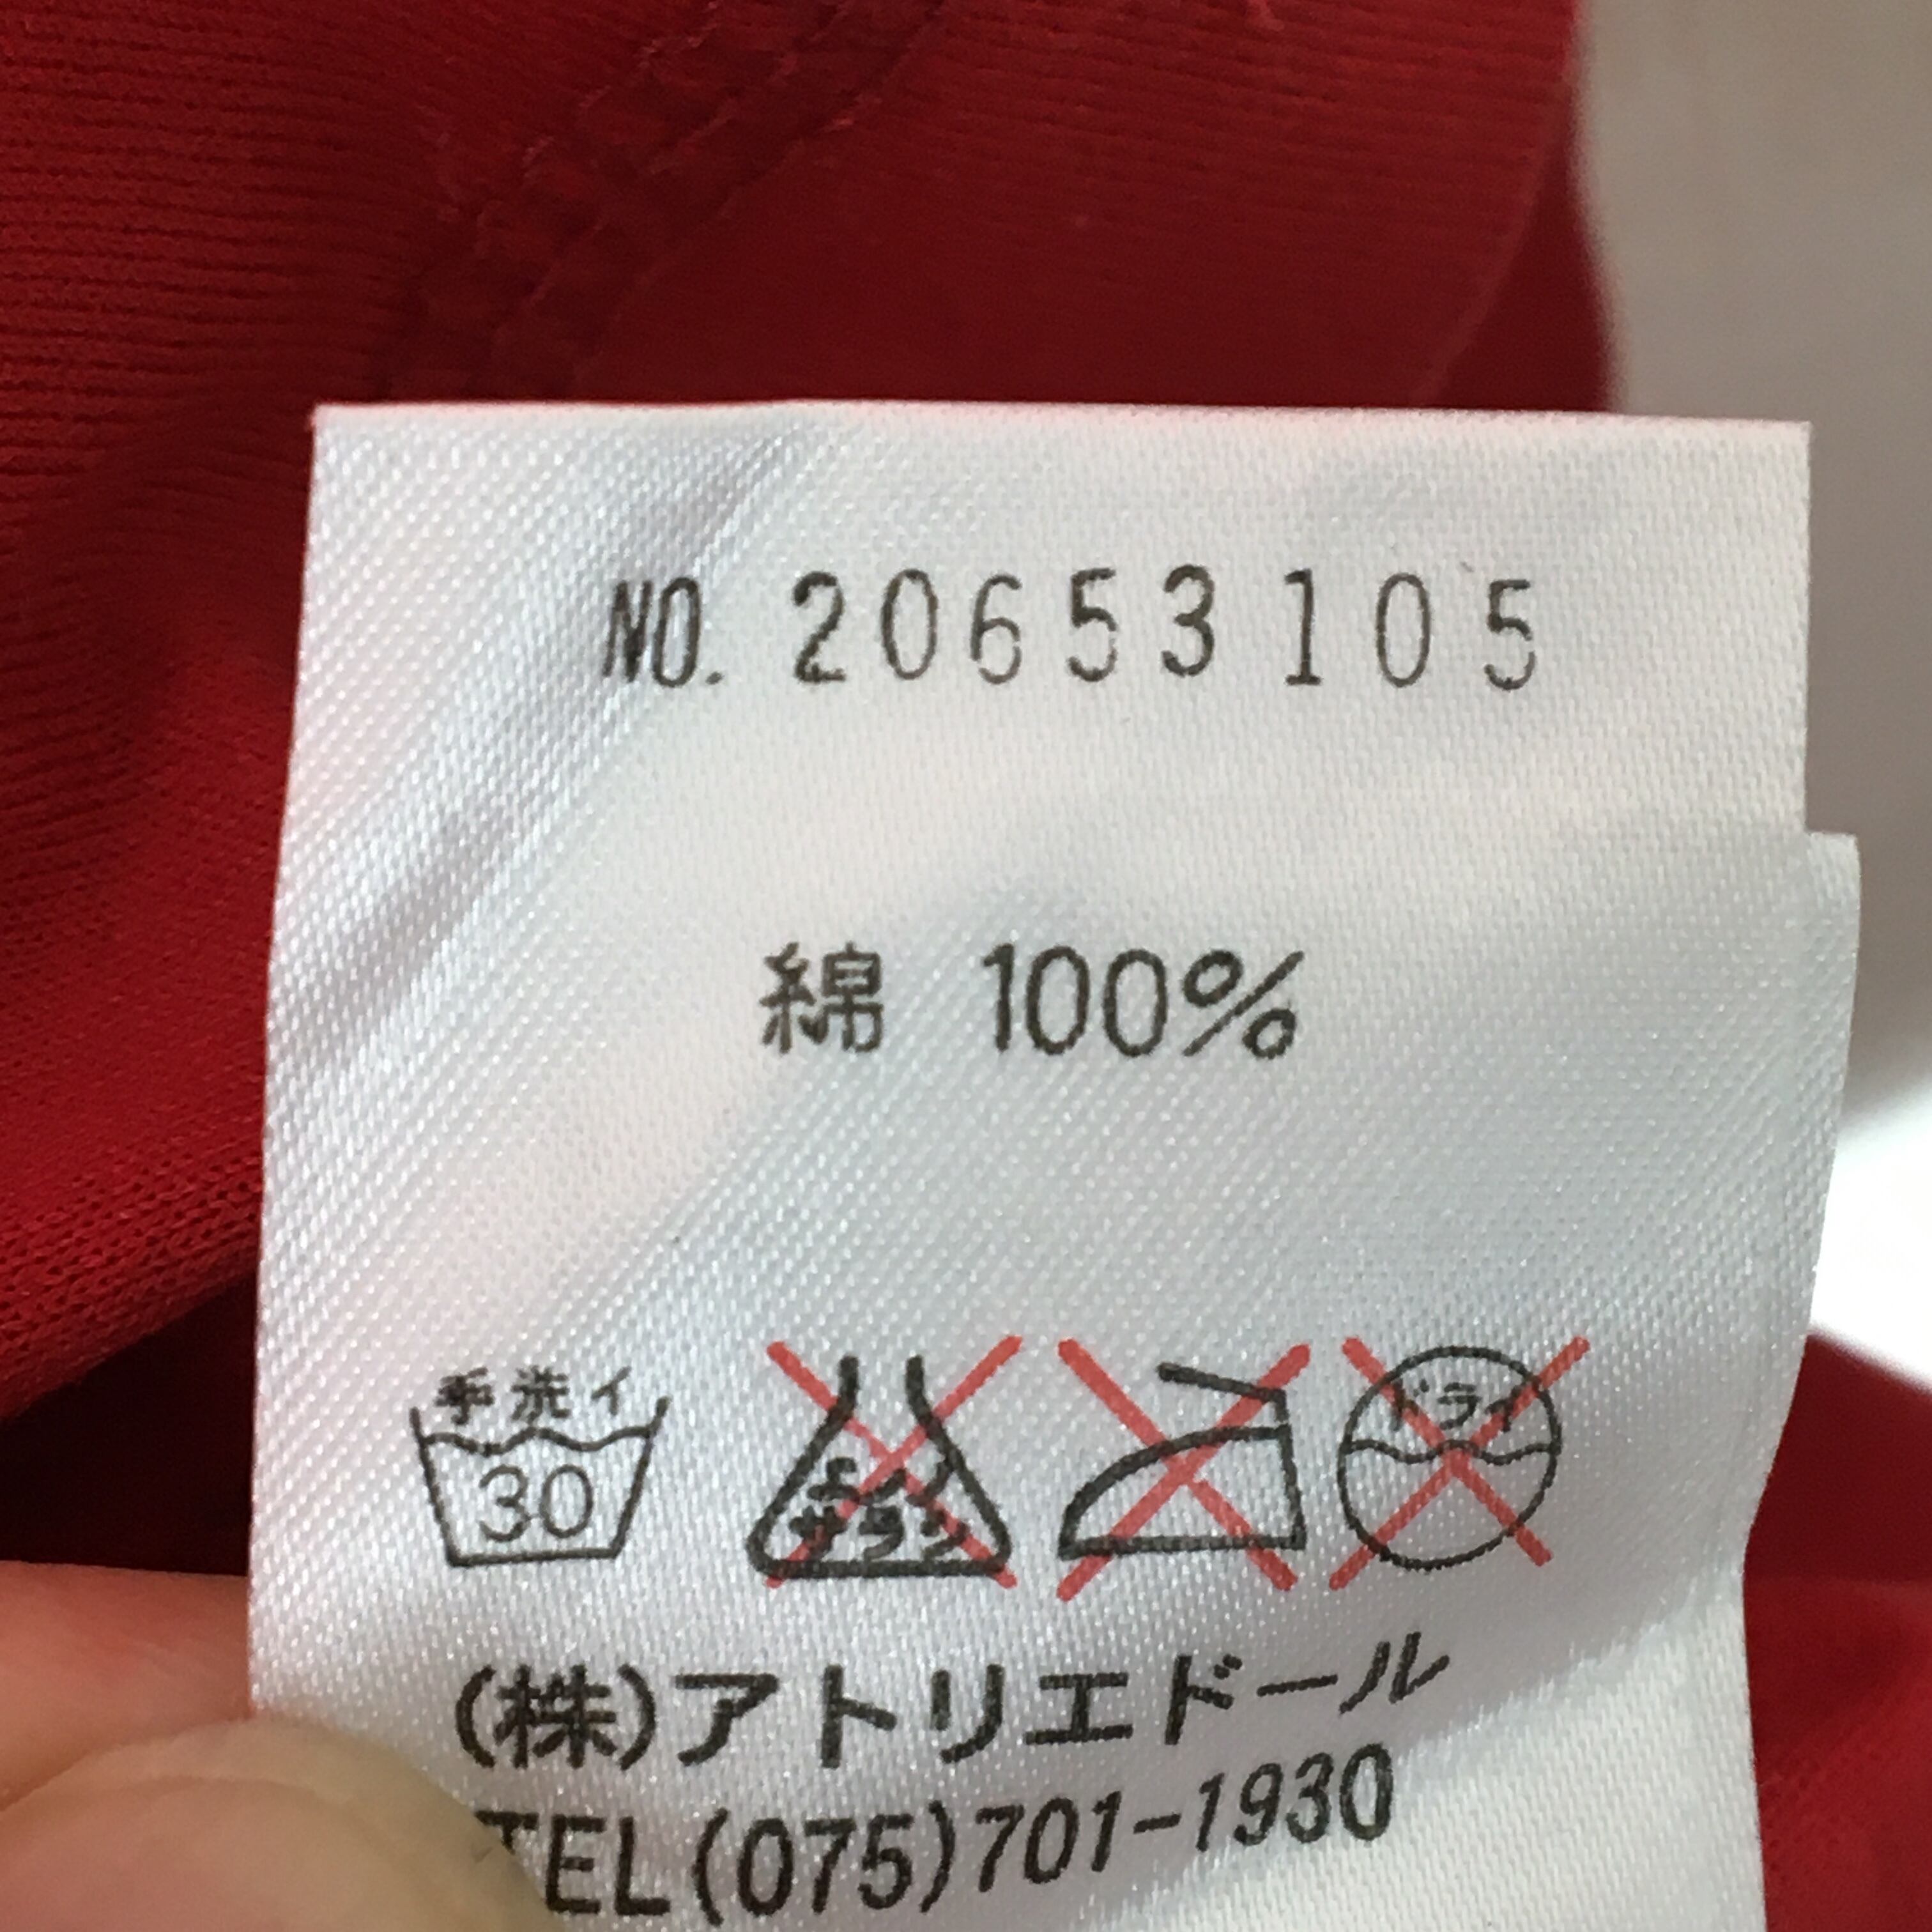 NO. 20653105
綿 100%
手洗イ
30
エンソ
サラシ
ドライ
(株)アトリエドール
TEL(075)701-1930